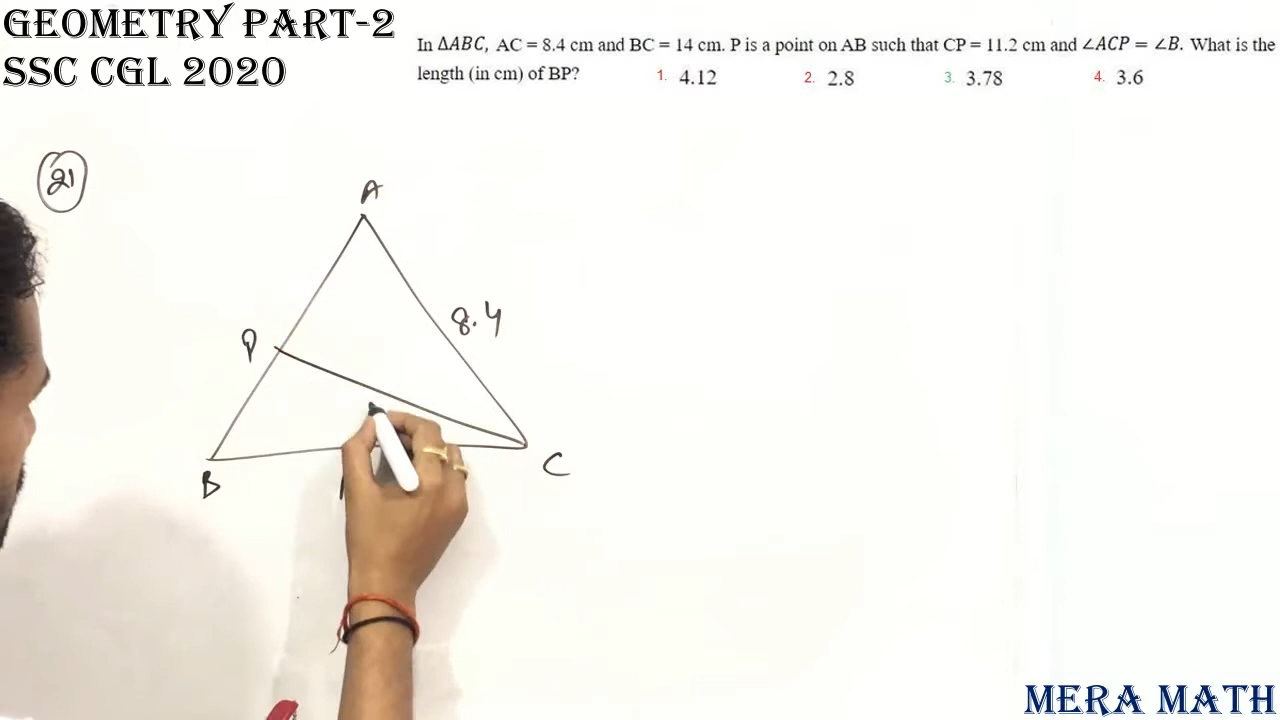 GEOMETRY PART-2
SSC CGL 2020
In ΔABC, AC = 8.4 cm and BC = 14 cm. P is a point on AB such that CP = 11.2 cm and ∠ACP = ∠B. What is the
length (in cm) of BP?
1. 4.12 2. 2.8 3. 3.78 4. 3.6
21
A
8.4
P
B
C
MERA MATH